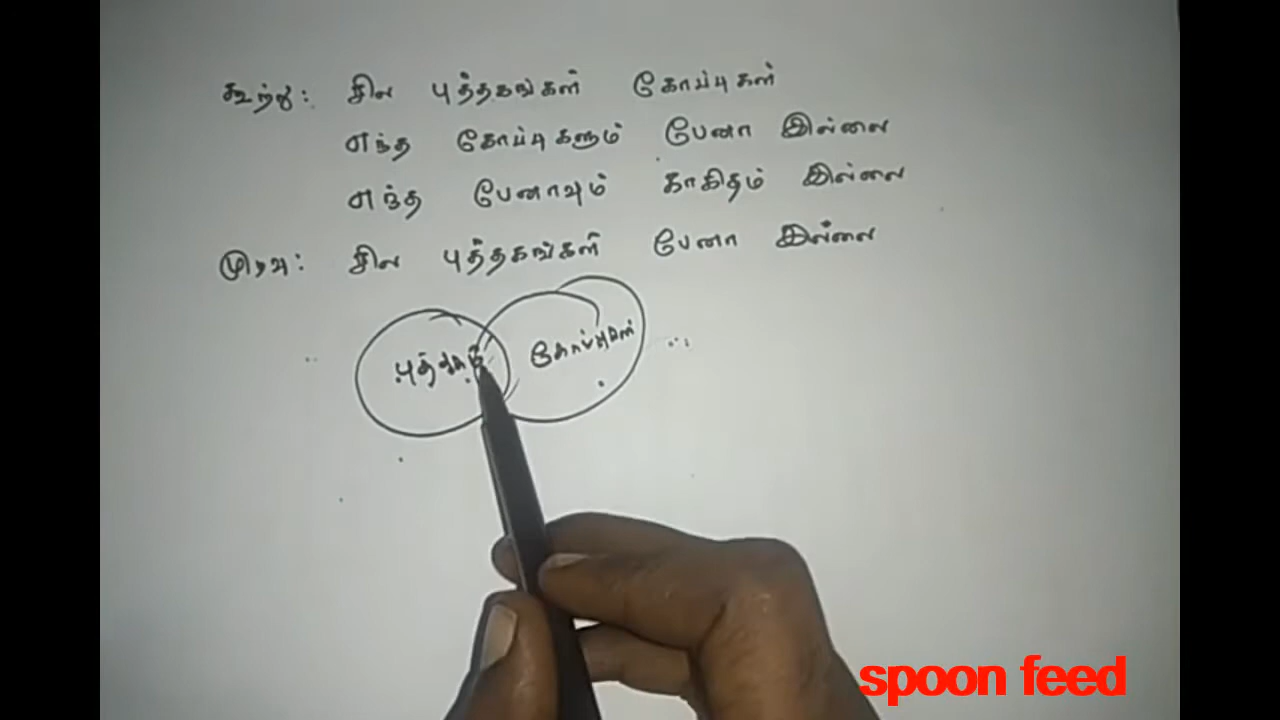 கூற்று: சில புத்தகங்கள் கோப்புகள்
எந்த கோப்புகளும் பேனா இல்லை
எந்த பேனாவும் காகிதம் இல்லை
முடிவு: சில புத்தகங்கள் பேனா இல்லை
புத்தகம் கோப்புகள்
spoon feed